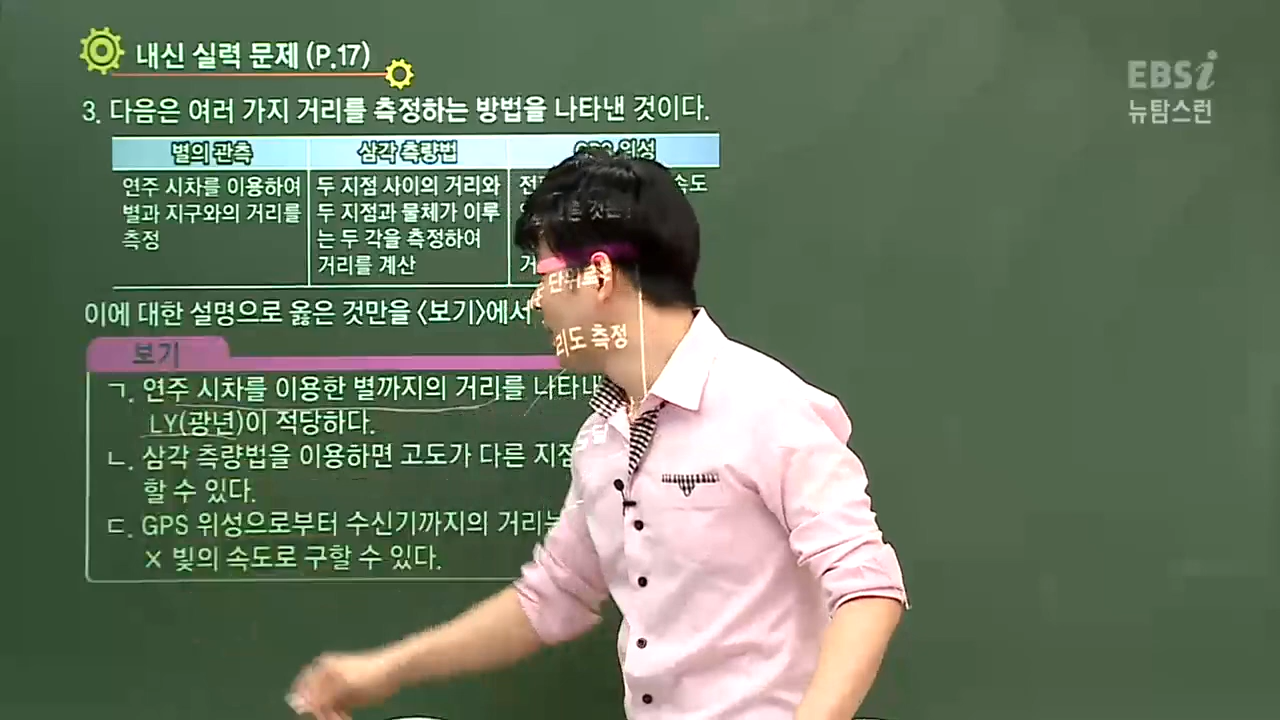 내신 실력 문제 (P.17)
EBSi
뉴탐스런
3. 다음은 여러 가지 거리를 측정하는 방법을 나타낸 것이다.
별의 관측 삼각 측량법 위성
연주 시차를 이용하여 두 지점 사이의 거리와 속도
별과 지구와의 거리를 두 지점과 물체가 이루
측정 는 두 각을 측정하여
거리를 계산
이에 대한 설명으로 옳은 것만을 <보기>에서
보기
ㄱ. 연주 시차를 이용한 별까지의 거리를
LY(광년)이 적당하다.
ㄴ. 삼각 측량법을 이용하면 고도가 다른 지점
측정
할 수 있다.
ㄷ. GPS 위성으로부터 수신기까지의 거리는
× 빛의 속도로 구할 수 있다.